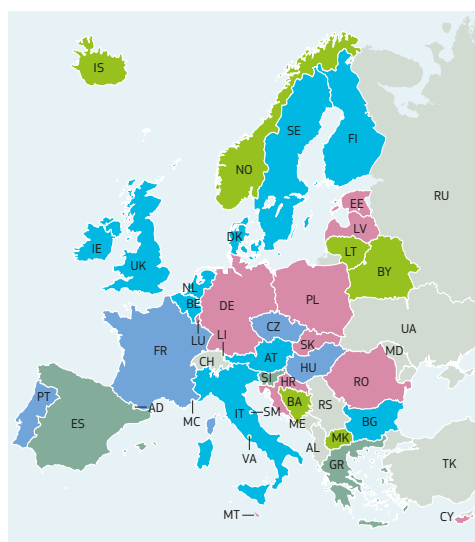 IS
SE
FI
NO
RU
EE
LV
DK
IE
LT
UK
BY
NL
BE
DE
PL
LU
LI
CZ
UA
FR
SK
CH
AT
MD
HU
SI
HR
RO
PT
AD
BA
RS
ES
MC
IT
SM
ME
BG
MK
AL
VA
GR
TK
MT
CY